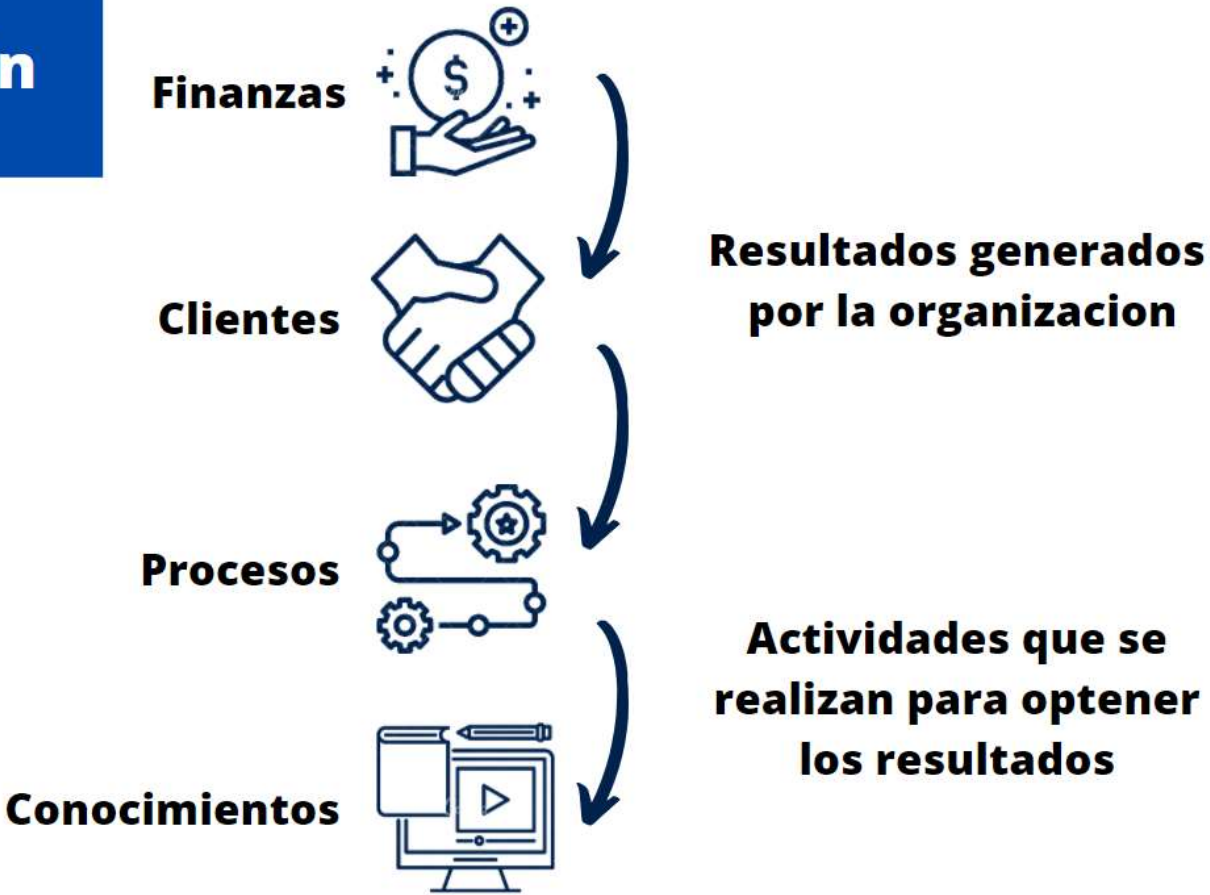 n
Finanzas
$
Clientes
Resultados generados
por la organizacion
Procesos
Actividades que se
realizan para optener
los resultados
Conocimientos